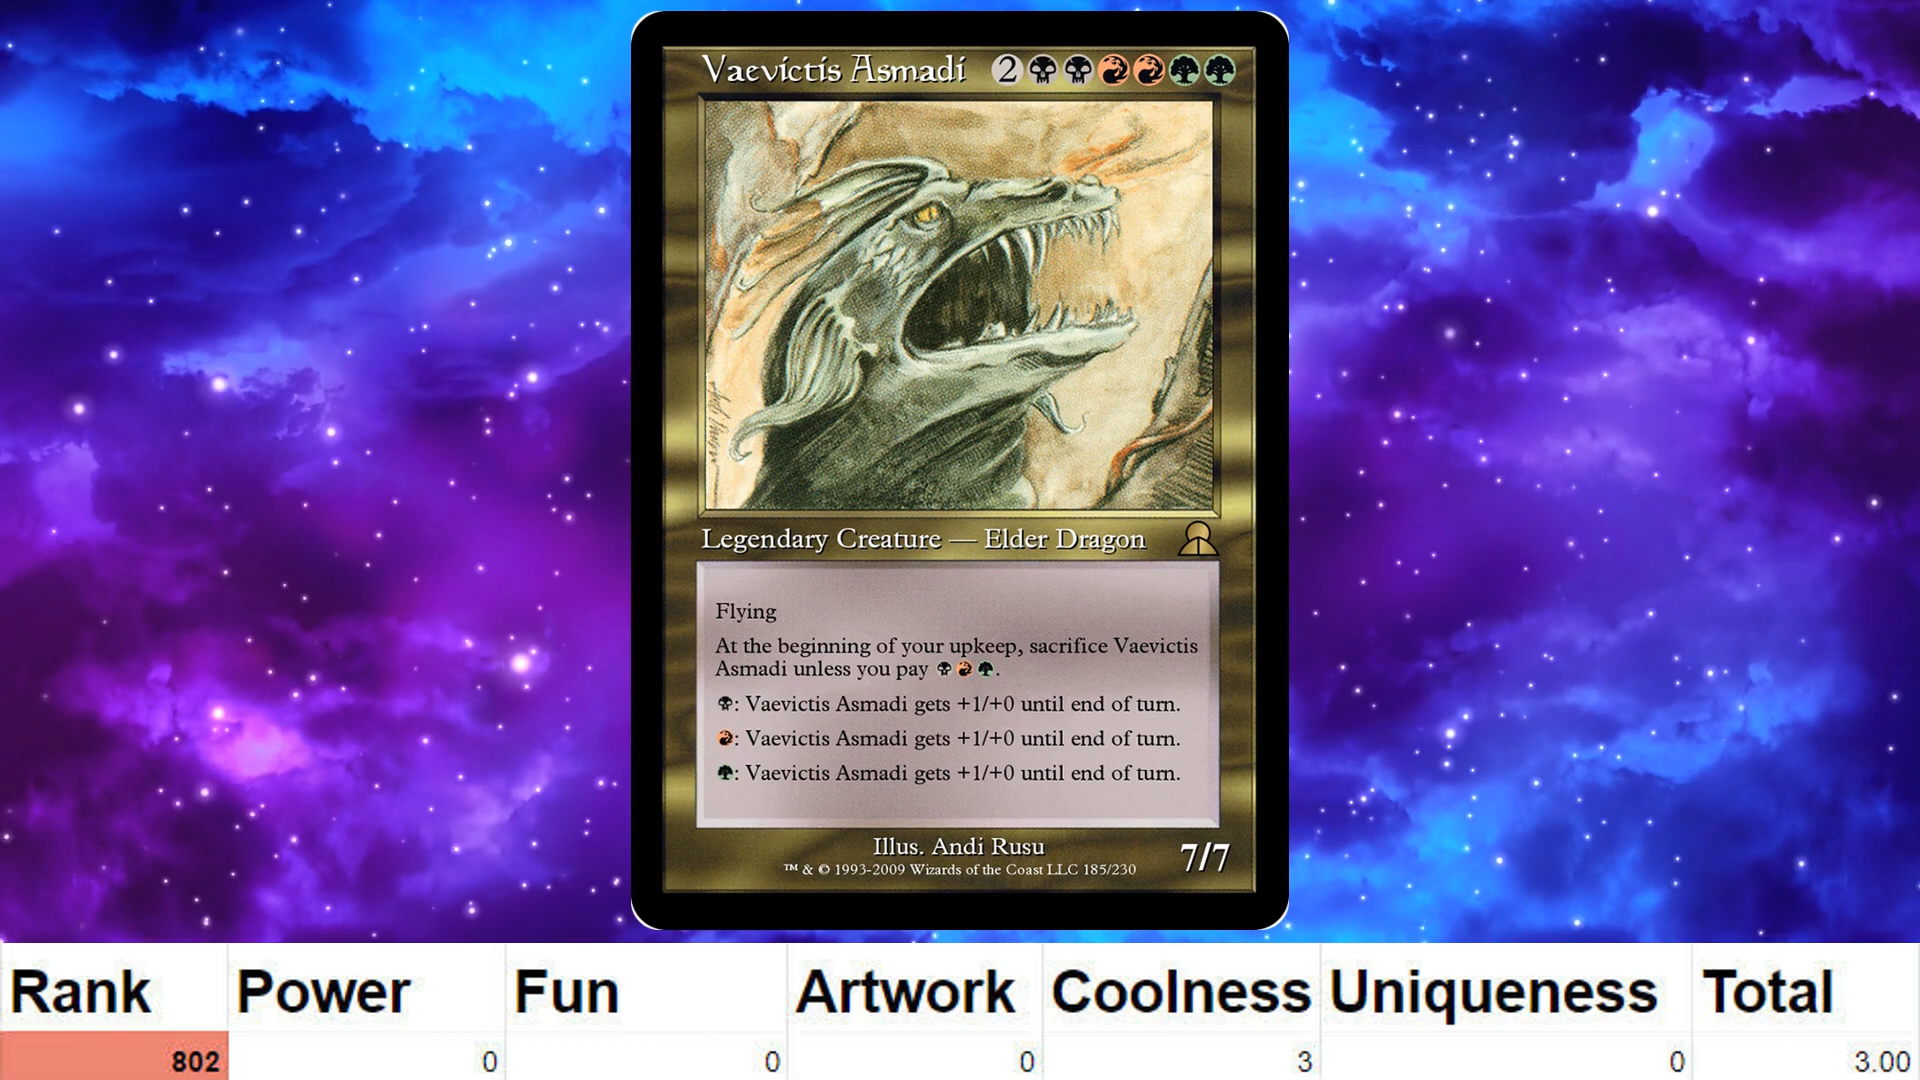 Vaevictis Asmadi 2
Legendary Creature — Elder Dragon
Flying
At the beginning of your upkeep, sacrifice Vaevictis
Asmadi unless you pay .
: Vaevictis Asmadi gets +1/+0 until end of turn.
: Vaevictis Asmadi gets +1/+0 until end of turn.
: Vaevictis Asmadi gets +1/+0 until end of turn.
Illus. Andi Rusu
7/7
™ & © 1993-2009 Wizards of the Coast LLC 185/230
Rank Power Fun Artwork Coolness Uniqueness Total
802 0 0 0 3 0 3.00